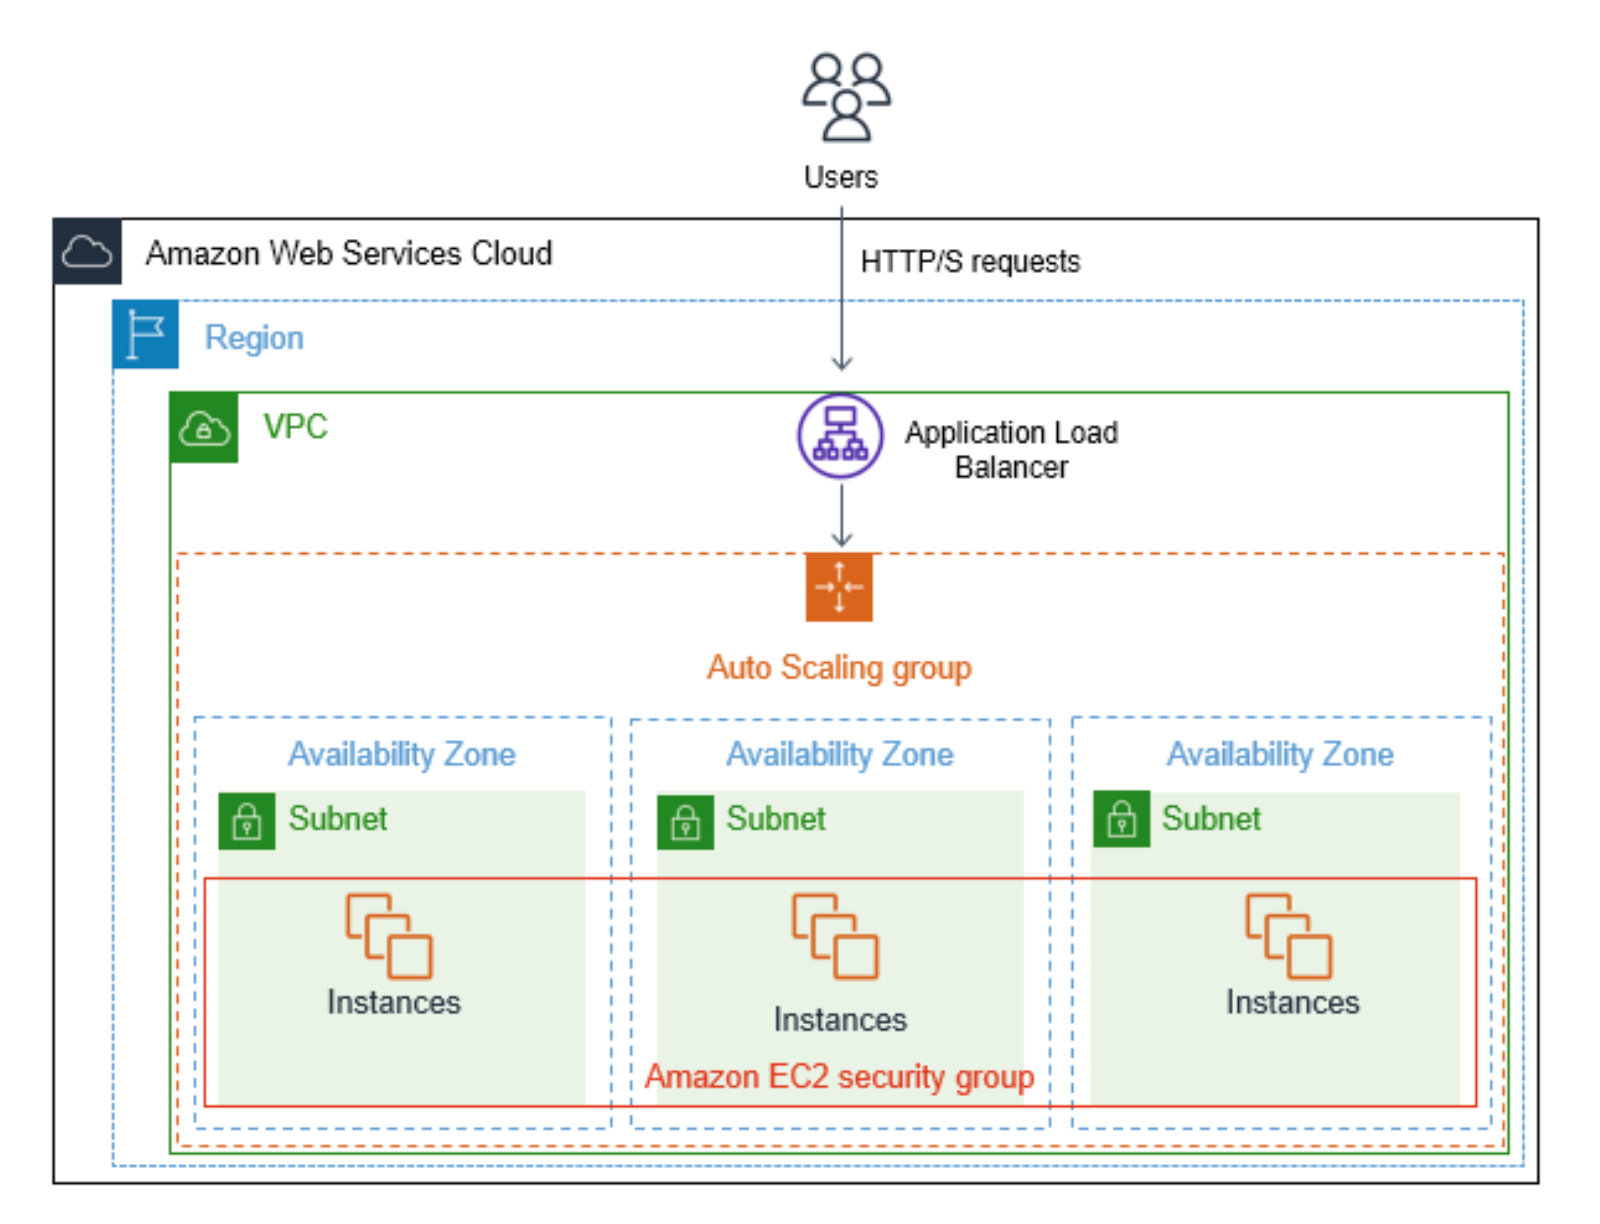 Users
Amazon Web Services Cloud
HTTP/S requests
Region
VPC
Application Load
Balancer
Auto Scaling group
Availability Zone
Availability Zone
Availability Zone
Subnet
Subnet
Subnet
Instances
Instances
Instances
Amazon EC2 security group